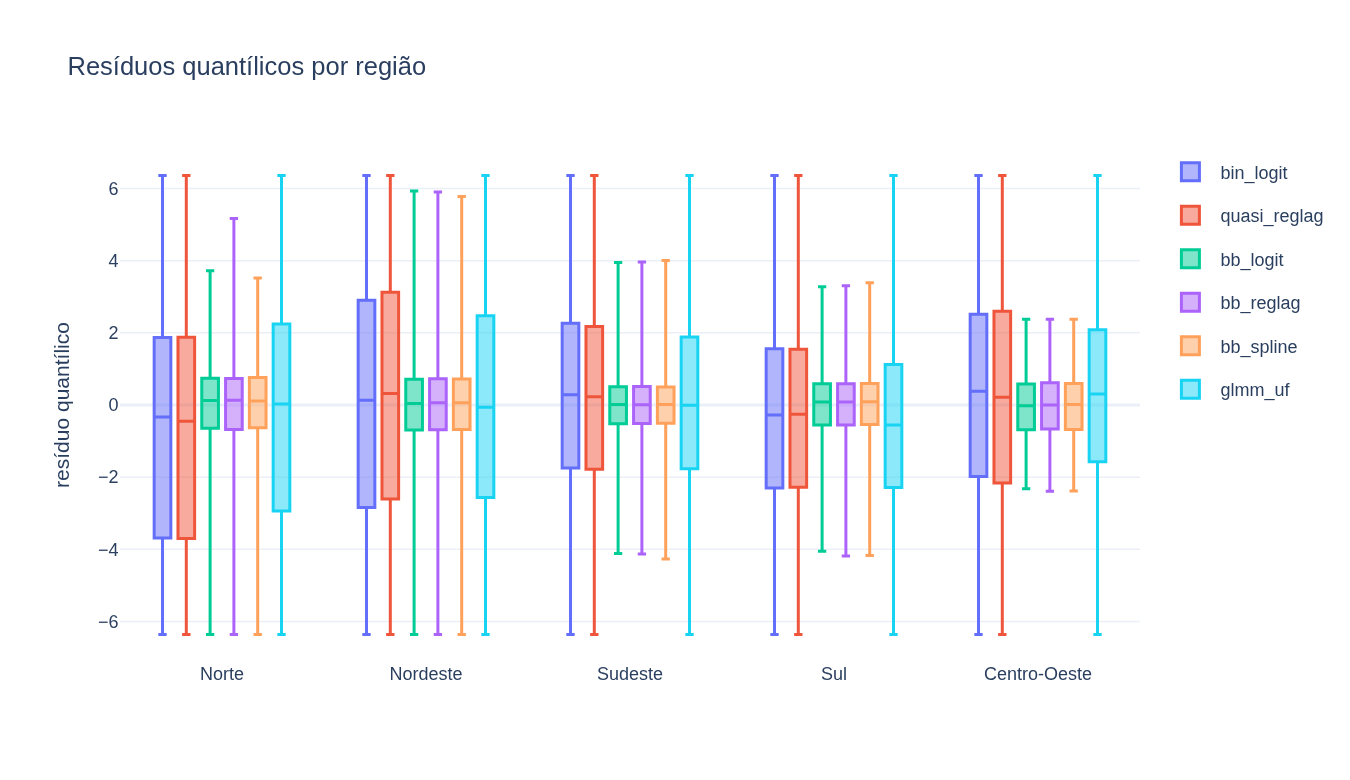 Resíduos quantílicos por região
resíduo quantílico
6
4
2
0
−2
−4
−6
Norte
Nordeste
Sudeste
Sul
Centro-Oeste
bin_logit
quasi_reglag
bb_logit
bb_reglag
bb_spline
glmm_uf